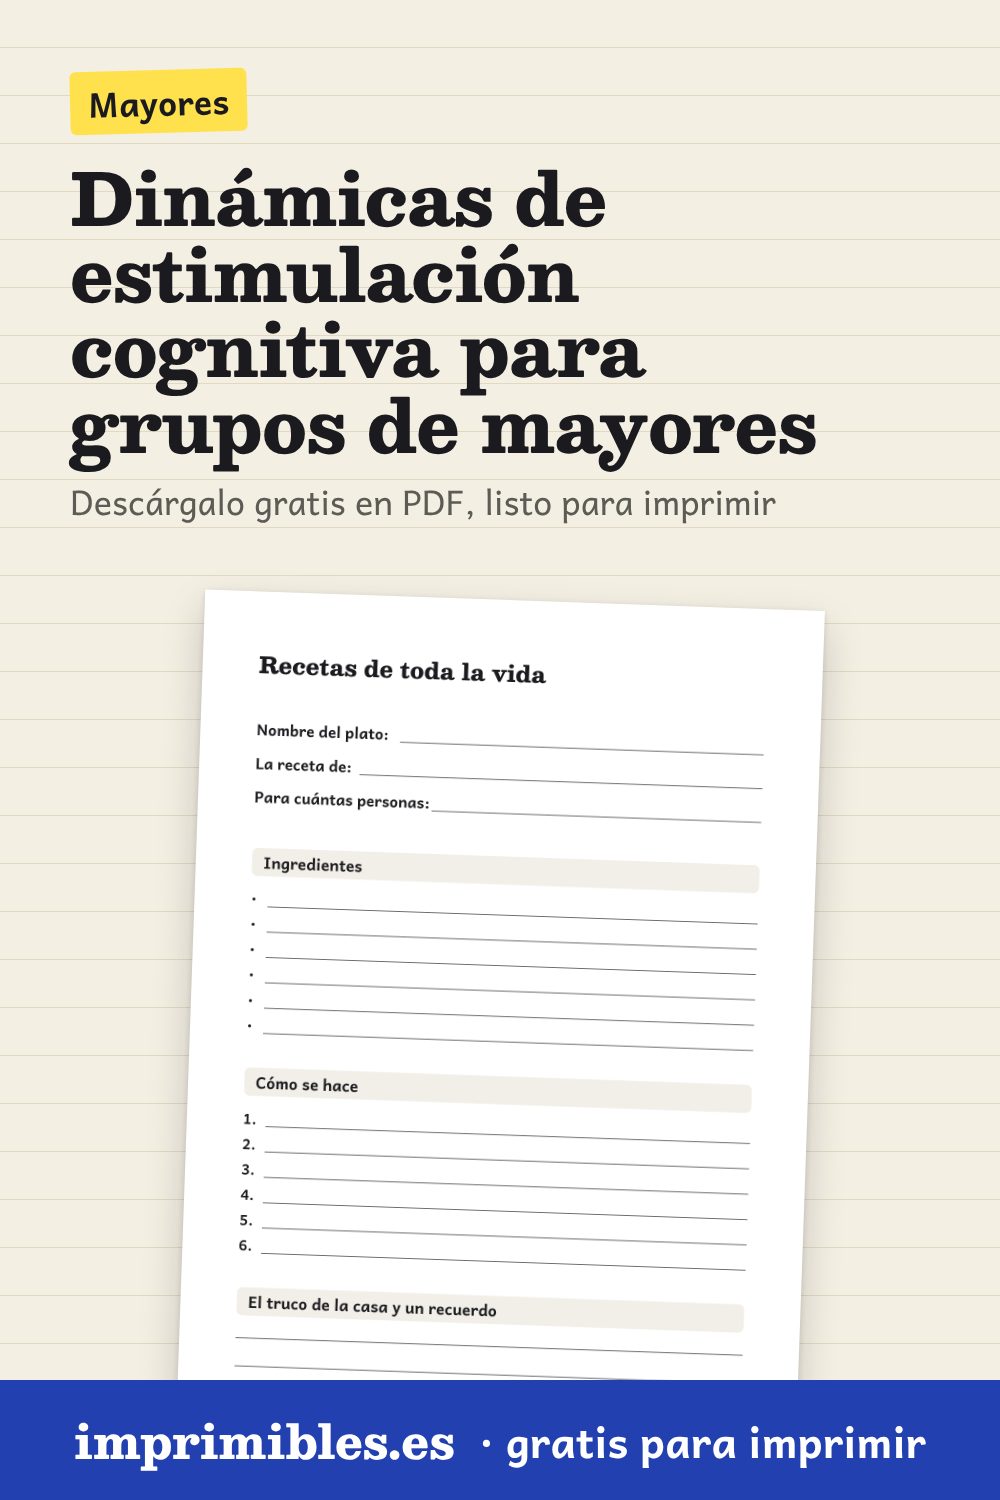 Mayores
Dinámicas de
estimulación
cognitiva para
grupos de mayores
Descárgalo gratis en PDF, listo para imprimir
Recetas de toda la vida
Nombre del plato:
La receta de:
Para cuántas personas:
Ingredientes
•
•
•
•
•
•
Cómo se hace
1.
2.
3.
4.
5.
6.
El truco de la casa y un recuerdo
imprimibles.es · gratis para imprimir